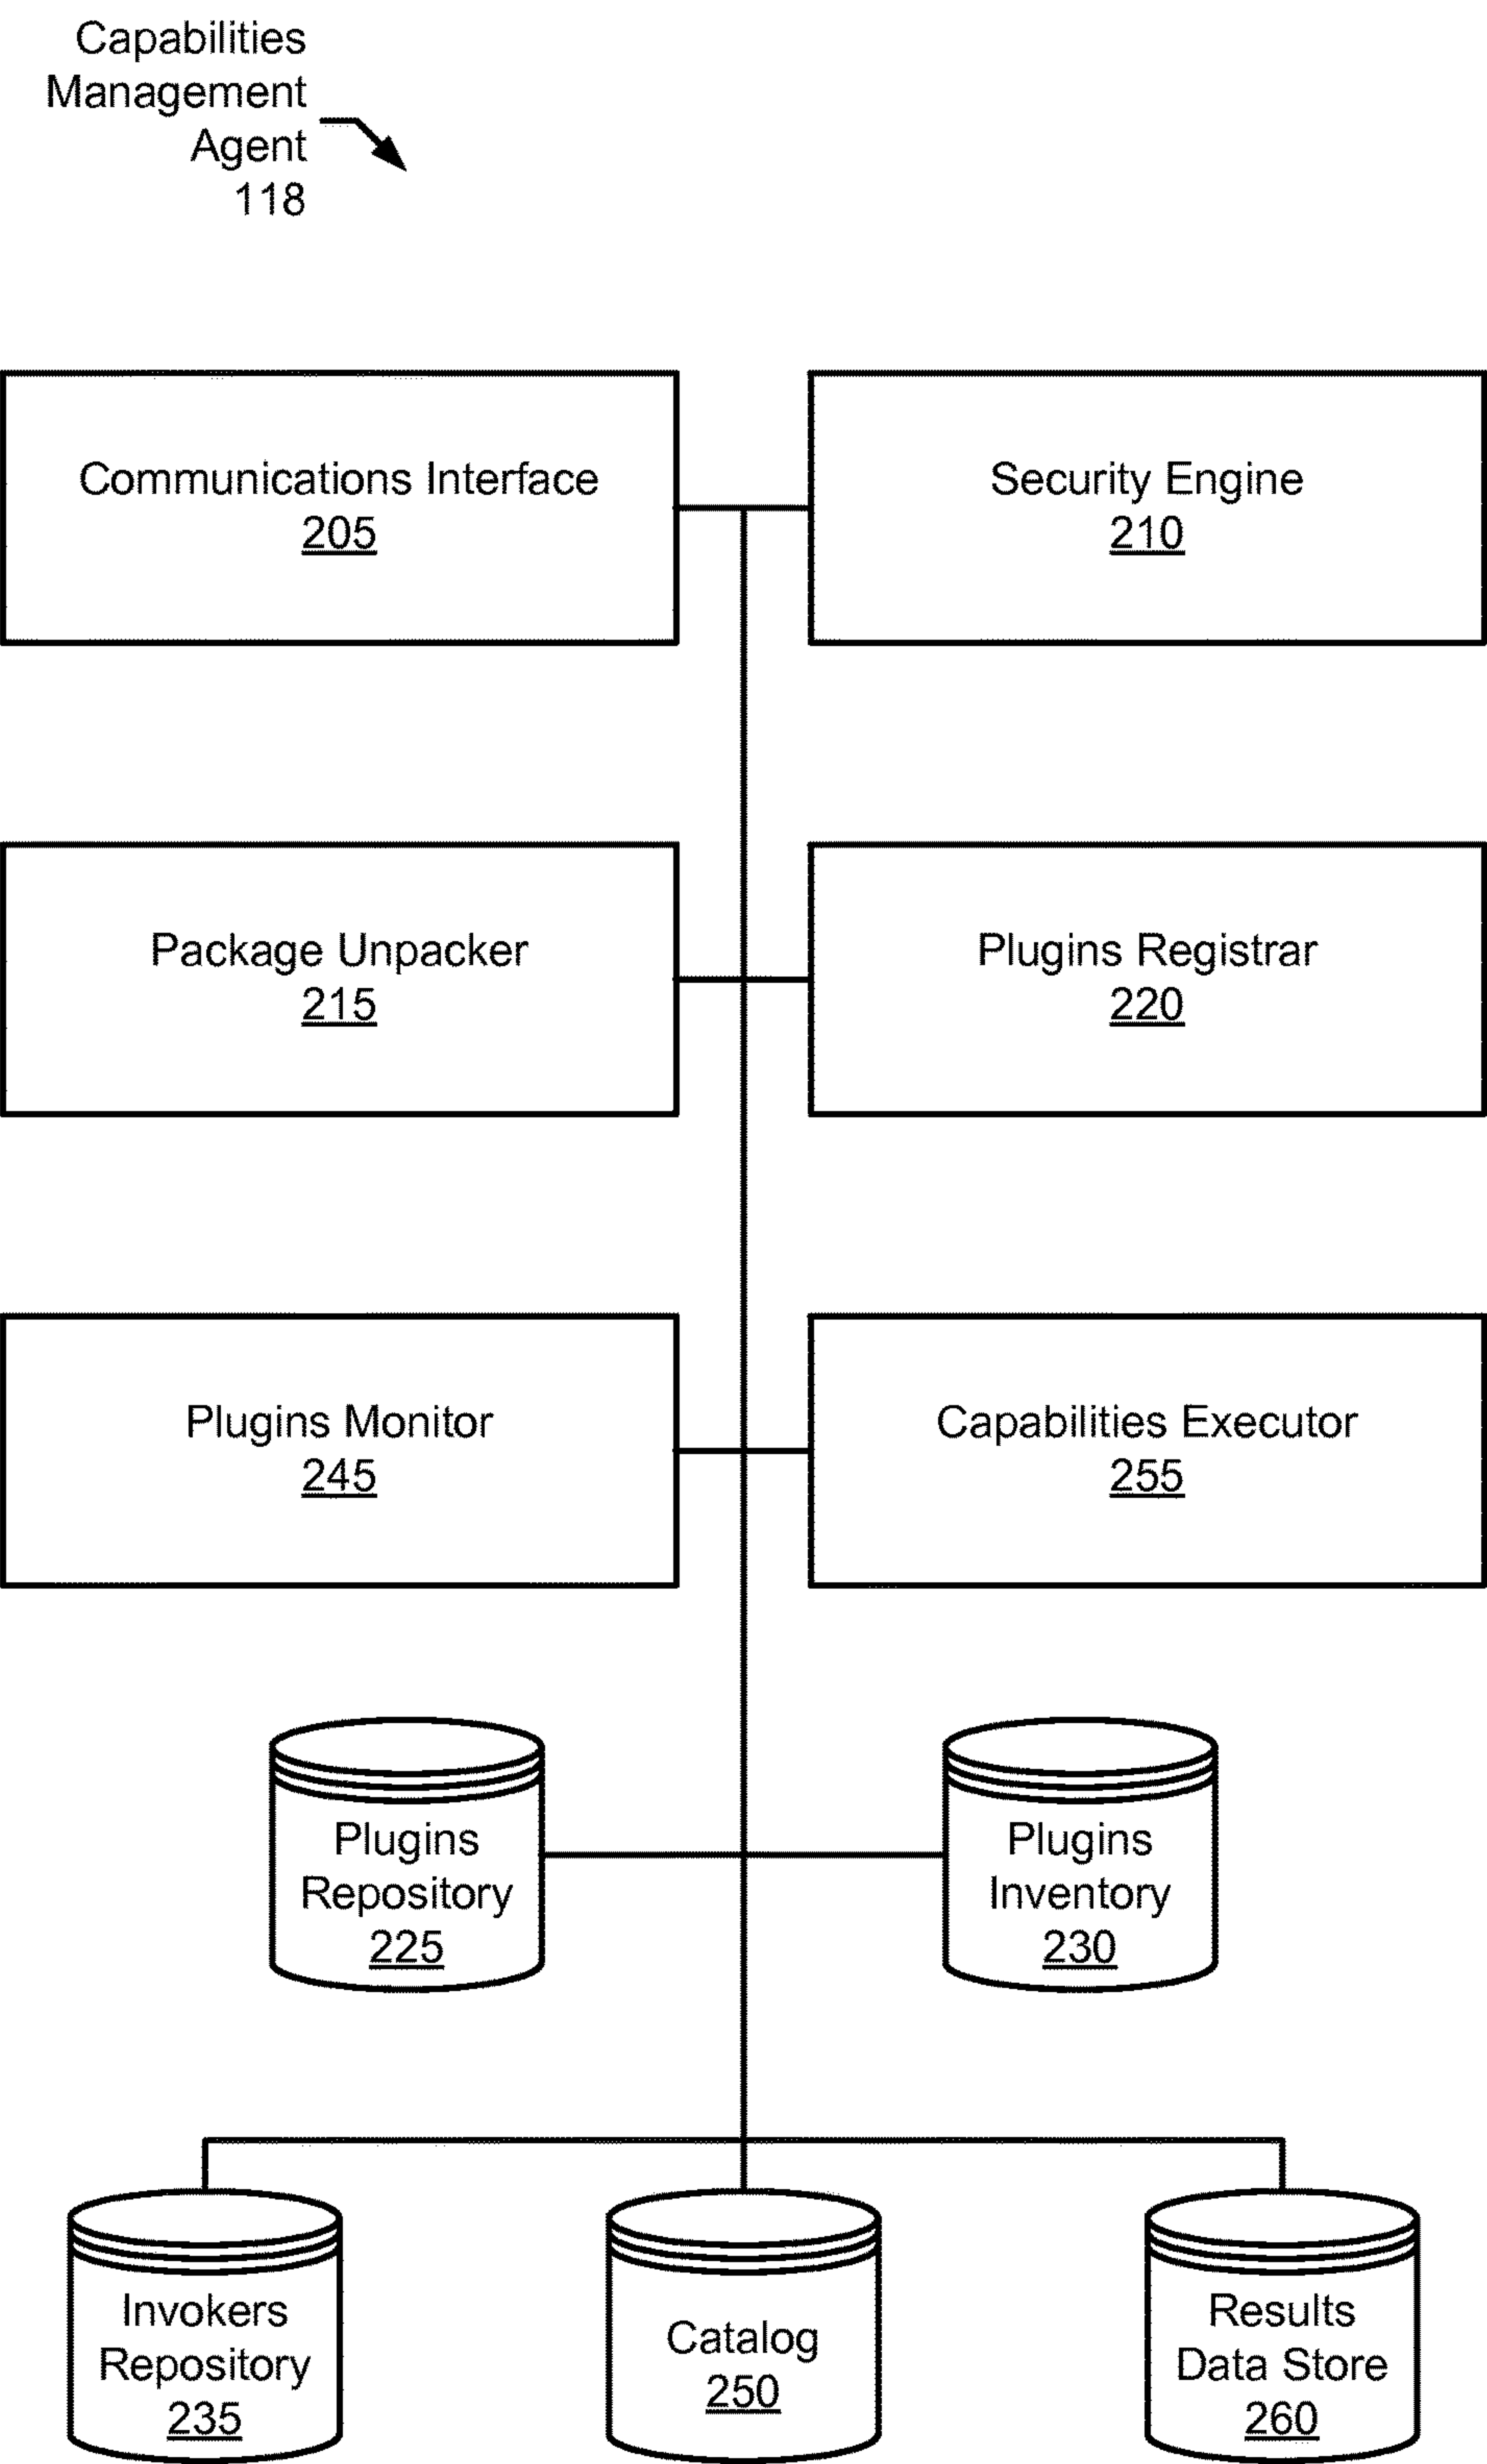 Capabilities
Management
Agent
118
Communications Interface
205
Security Engine
210
Package Unpacker
215
Plugins Registrar
220
Plugins Monitor
245
Capabilities Executor
255
Plugins
Repository
225
Plugins
Inventory
230
Invokers
Repository
235
Catalog
250
Results
Data Store
260